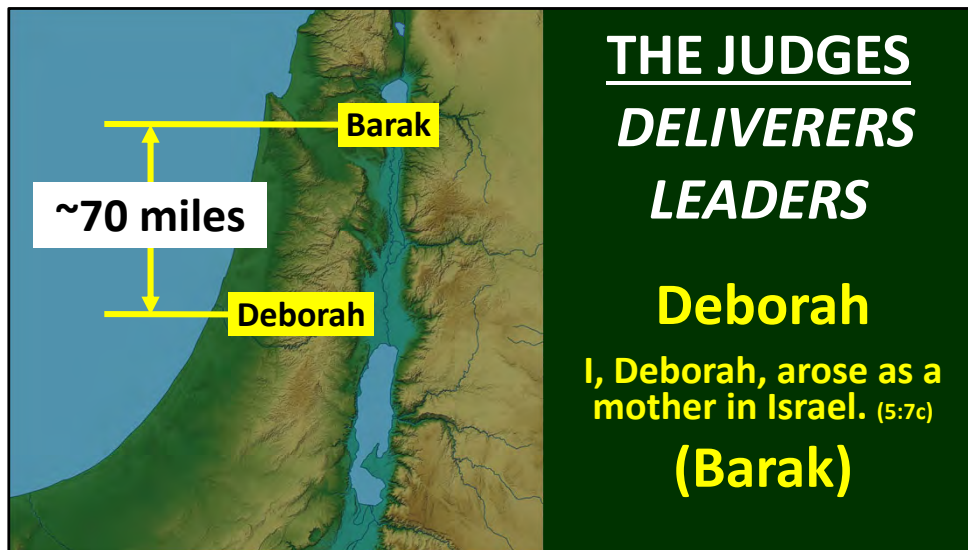 Barak
~70 miles
Deborah
THE JUDGES
DELIVERERS
LEADERS
Deborah
I, Deborah, arose as a
mother in Israel. (5:7c)
(Barak)